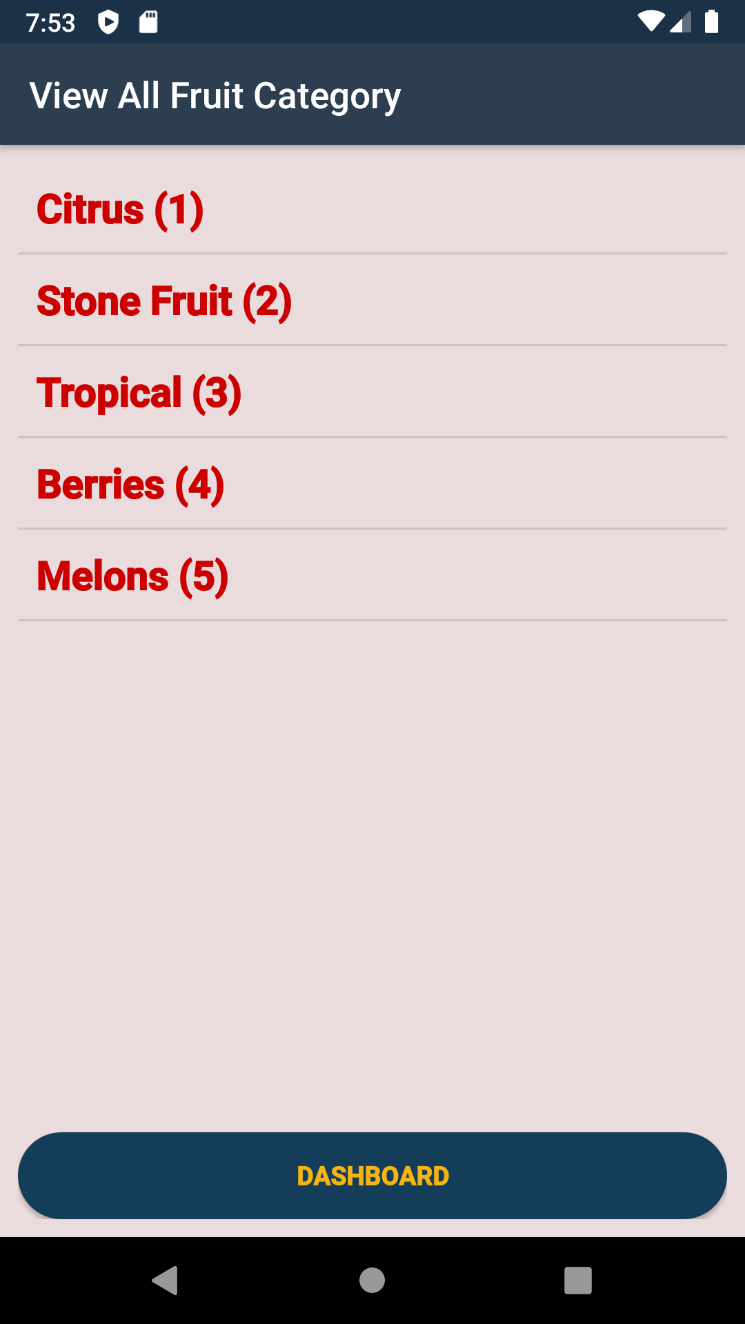 7:53
View All Fruit Category
Citrus (1)
Stone Fruit (2)
Tropical (3)
Berries (4)
Melons (5)
DASHBOARD